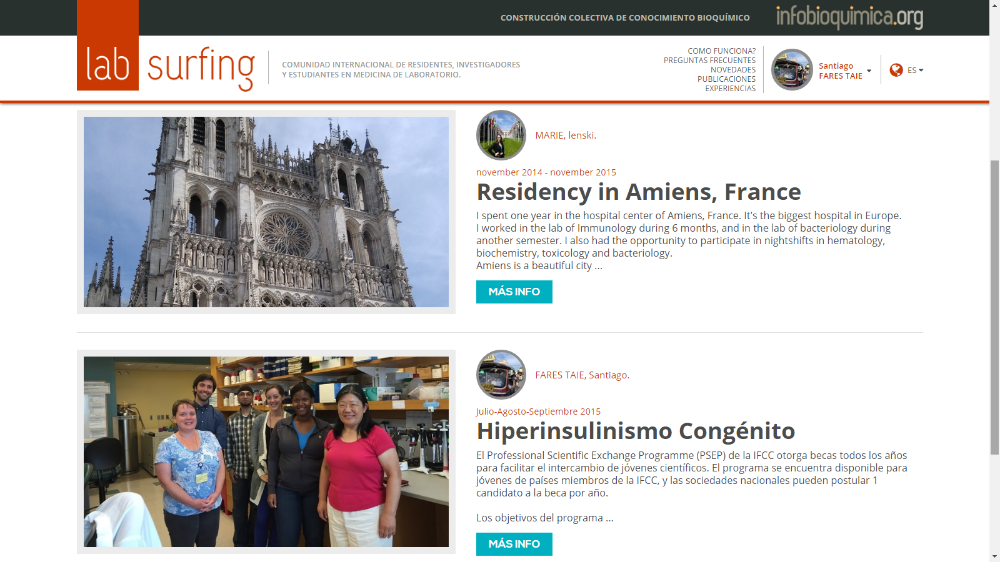 CONSTRUCCIÓN COLECTIVA DE CONOCIMIENTO BIOQUÍMICO
infobioquimica.org
lab surfing
COMUNIDAD INTERNACIONAL DE RESIDENTES, INVESTIGADORES
Y ESTUDIANTES EN MEDICINA DE LABORATORIO.
COMO FUNCIONA?
PREGUNTAS FRECUENTES
NOVEDADES
PUBLICACIONES
EXPERIENCIAS
Santiago
FARES TAIE
ES
MARIE, lenski.
november 2014 - november 2015
Residency in Amiens, France
I spent one year in the hospital center of Amiens, France. It's the biggest hospital in Europe.
I worked in the lab of Immunology during 6 months, and in the lab of bacteriology during
another semester. I also had the opportunity to participate in nightshifts in hematology,
biochemistry, toxicology and bacteriology.
Amiens is a beautiful city ...
MÁS INFO
FARES TAIE, Santiago.
Julio-Agosto-Septiembre 2015
Hiperinsulinismo Congénito
El Professional Scientific Exchange Programme (PSEP) de la IFCC otorga becas todos los años
para facilitar el intercambio de jóvenes científicos. El programa se encuentra disponible para
jóvenes de países miembros de la IFCC, y las sociedades nacionales pueden postular 1
candidato a la beca por año.
Los objetivos del programa ...
MÁS INFO